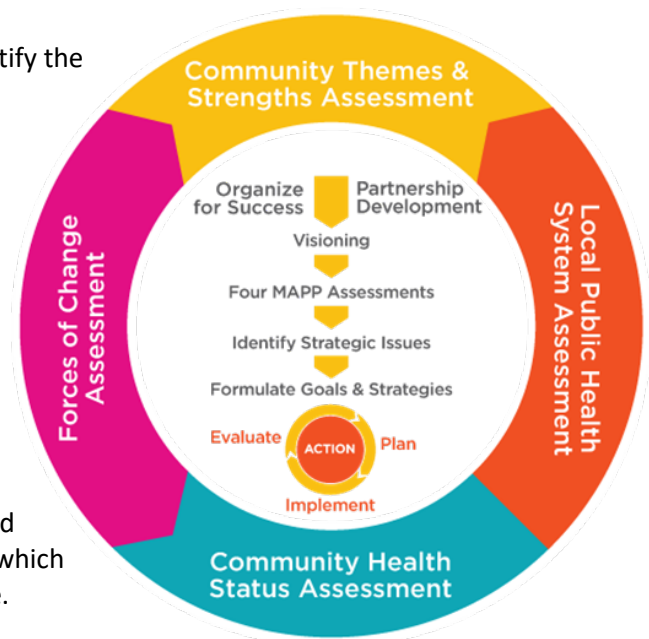 tify the
Community Themes &
Strengths Assessment
Organize
for Success
Partnership
Development
Visioning
Four MAPP Assessments
Identify Strategic Issues
Formulate Goals & Strategies
Evaluate
ACTION
Plan
Implement
Local Public Health
System Assessment
Forces of Change
Assessment
Community Health
Status Assessment
d
which